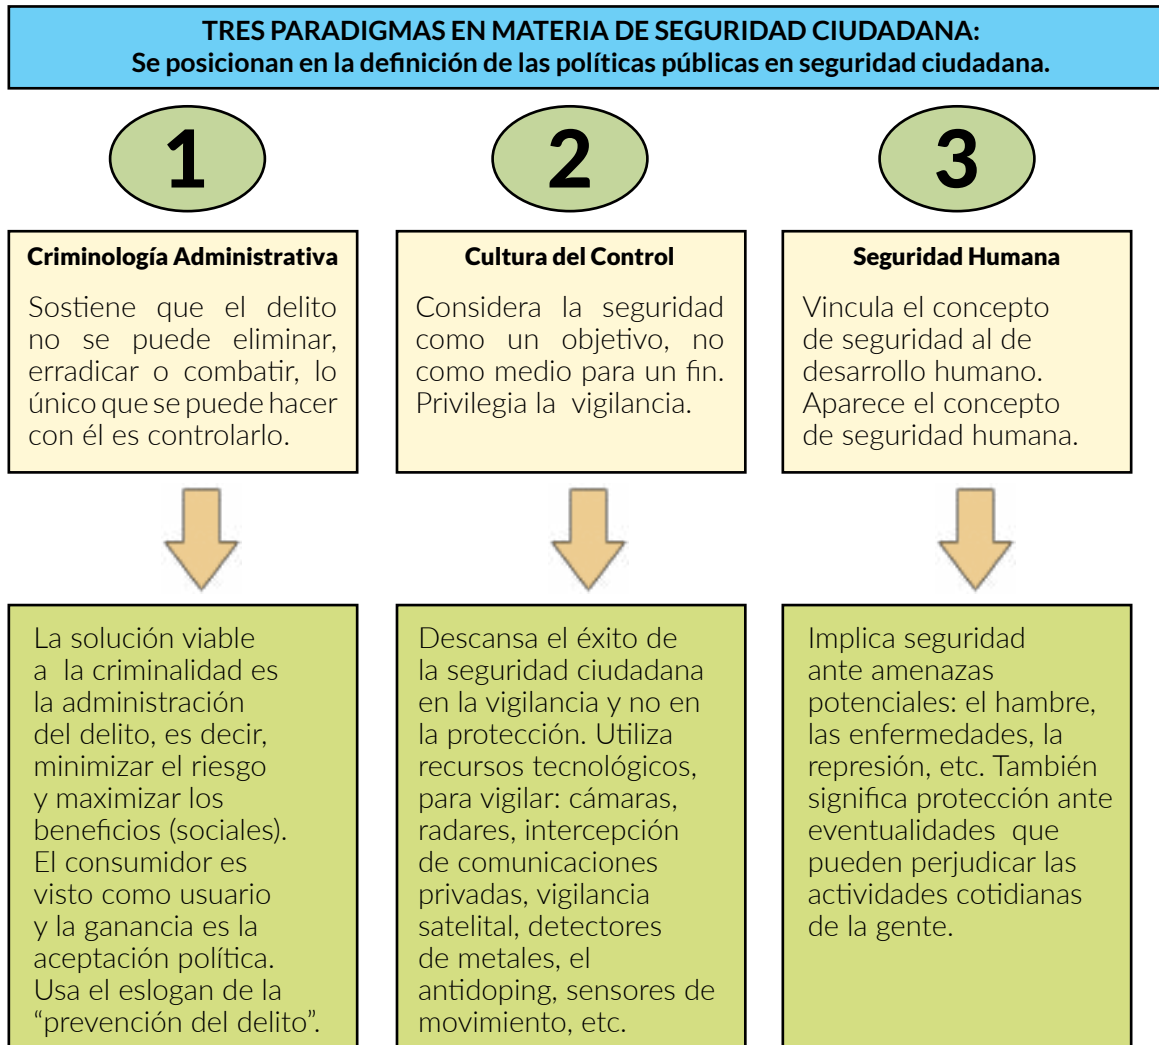 TRES PARADIGMAS EN MATERIA DE SEGURIDAD CIUDADANA:
Se posicionan en la definición de las políticas públicas en seguridad ciudadana.
1
Criminología Administrativa
Sostiene que el delito
no se puede eliminar,
erradicar o combatir, lo
único que se puede hacer
con él es controlarlo.
La solución viable
a la criminalidad es
la administración
del delito, es decir,
minimizar el riesgo
y maximizar los
beneficios (sociales).
El consumidor es
visto como usuario
y la ganancia es la
aceptación política.
Usa el eslogan de la
“prevención del delito”.
2
Cultura del Control
Considera la seguridad
como un objetivo, no
como medio para un fin.
Privilegia la vigilancia.
Descansa el éxito de
la seguridad ciudadana
en la vigilancia y no en
la protección. Utiliza
recursos tecnológicos,
para vigilar: cámaras,
radares, intercepción
de comunicaciones
privadas, vigilancia
satelital, detectores
de metales, el
antidoping, sensores de
movimiento, etc.
3
Seguridad Humana
Vincula el concepto
de seguridad al de
desarrollo humano.
Aparece el concepto
de seguridad humana.
Implica seguridad
ante amenazas
potenciales: el hambre,
las enfermedades, la
represión, etc. También
significa protección ante
eventualidades que
pueden perjudicar las
actividades cotidianas
de la gente.